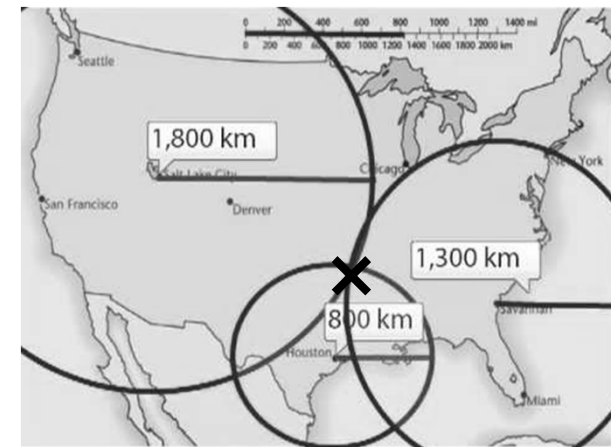 0 200 400 600 800 1000 1200 1400 mi
0 200 400 600 800 1000 1200 1400 1600 1800 2000 km
Seattle
1,800 km
Salt Lake City
Chicago
New York
San Francisco
Denver
1,300 km
Savannah
800 km
Houston
Miami